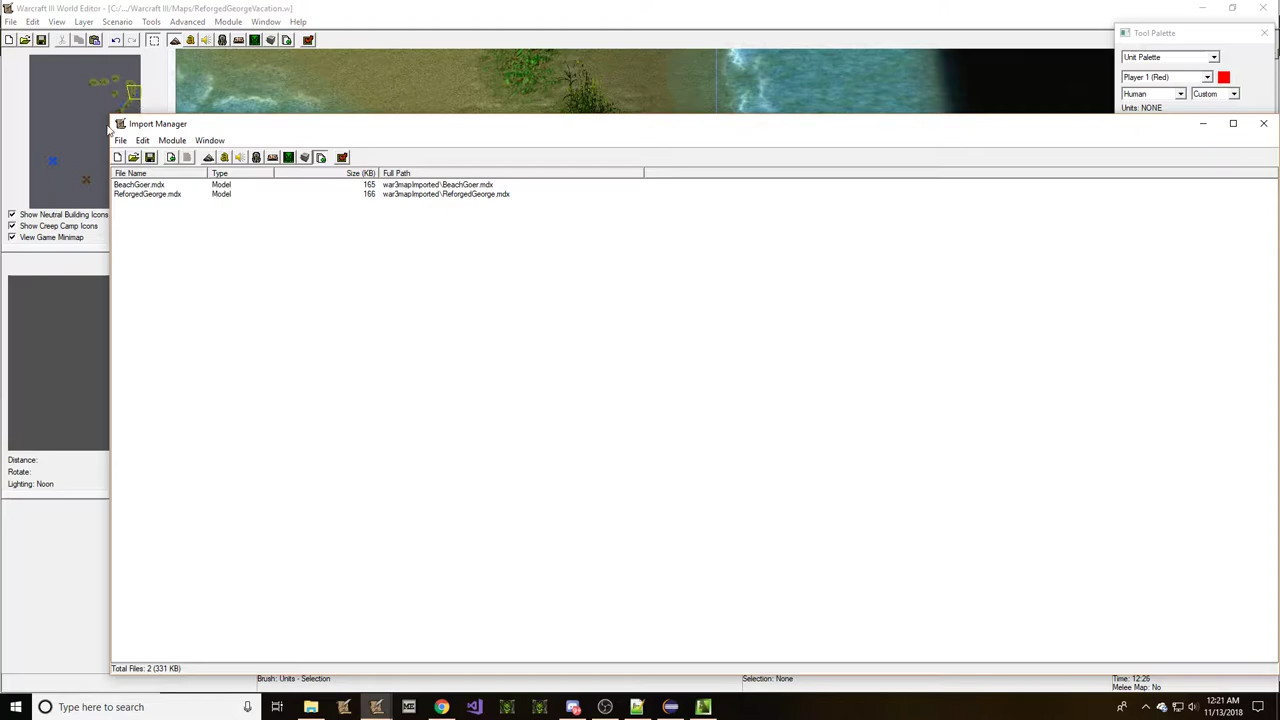 Warcraft III World Editor - [C:/.../ Warcraft III/Maps/ReforgedGeorgeVacation.w]
File Edit View Layer Scenario Tools Advanced Module Window Help
Tool Palette
Unit Palette
Player 1 (Red)
Human Custom
Units: NONE
Import Manager
File Edit Module Window
File Name Type Size (KB) Full Path
BeachGoer.mdx Model 165 war3mapImported\BeachGoer.mdx
ReforgedGeorge.mdx Model 166 war3mapImported\ReforgedGeorge.mdx
Show Neutral Building Icons
Show Creep Camp Icons
View Game Minimap
Distance:
Rotate:
Lighting: Noon
Total Files: 2 (331 KB)
Brush: Units - Selection Selection: None Time: 12:25
Melee Map: No
Type here to search
ME
12:21 AM
11/13/2018